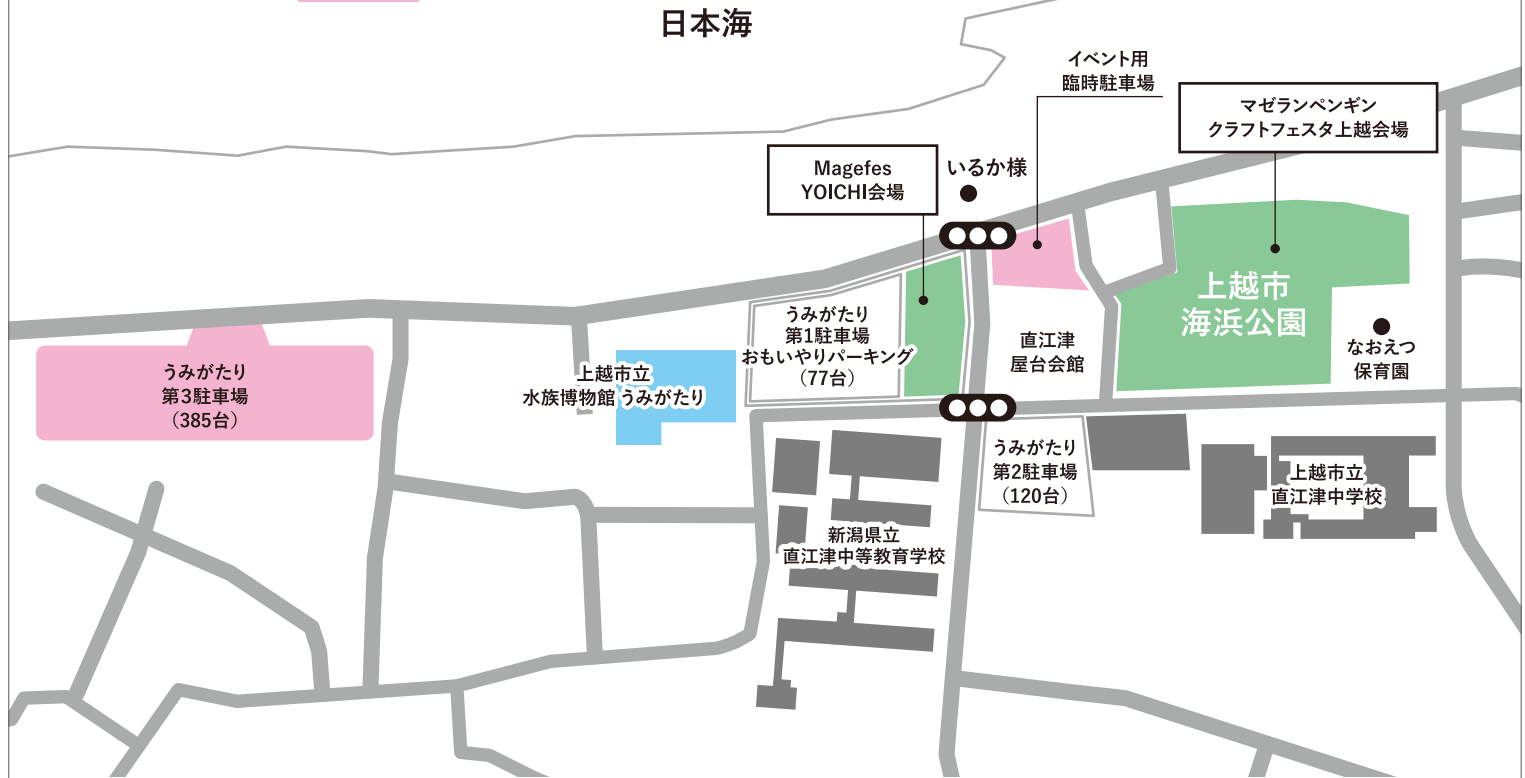 日本海
イベント用
臨時駐車場
マゼランペンギン
クラフトフェスタ上越会場
Magefes
YOICHI会場
いるか様
上越市
海浜公園
うみがたり
第1駐車場
おもいやりパーキング
（77台）
直江津
屋台会館
なおえつ
保育園
うみがたり
第3駐車場
（385台）
上越市立
水族博物館 うみがたり
うみがたり
第2駐車場
（120台）
上越市立
直江津中学校
新潟県立
直江津中等教育学校